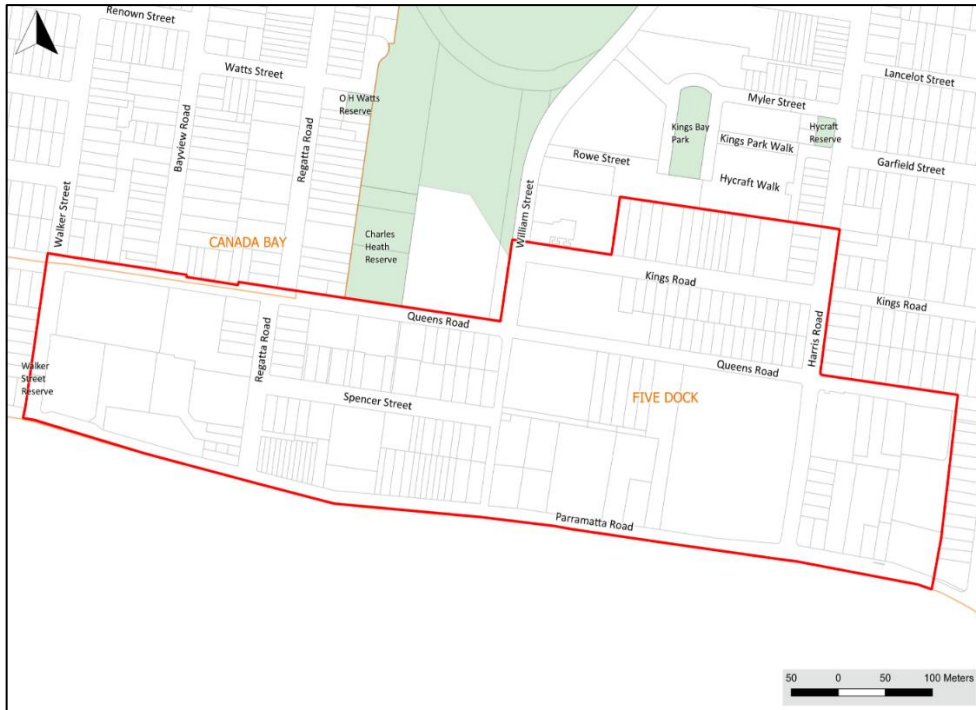 Renown Street
Watts Street
O H Watts
Reserve
Bayview Road
Regatta Road
Walker Street
CANADA BAY
Charles
Heath
Reserve
William Street
Rowe Street
Kings Bay
Park
Myler Street
Kings Park Walk
Hycraft
Reserve
Hycraft Walk
Lancelot Street
Garfield Street
Kings Road
Kings Road
Harris Road
Queens Road
Queens Road
Regatta Road
Walker
Street
Reserve
Spencer Street
FIVE DOCK
Parramatta Road
50 0 50 100 Meters